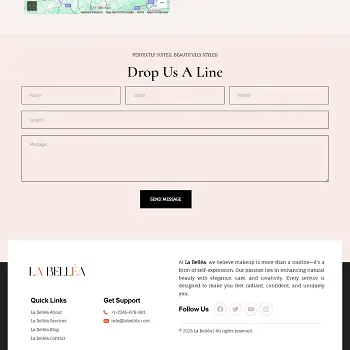 PERFECTLY SUITED, BEAUTIFULLY STYLED
Drop Us A Line
Name
Email
Phone
Subject
Message
SEND MESSAGE
LA BELLÉA
At La Belléa, we believe makeup is more than a routine—it's a
form of self-expression. Our passion lies in enhancing natural
beauty with elegance, care, and creativity. Every service is
designed to make you feel radiant, confident, and uniquely
you.
Quick Links
La Belléa About
La Belléa Services
La Belléa Blog
La Belléa Contact
Get Support
+1-2345-678-901
info@labelléa.com
Follow Us
© 2025 La Belléa | All rights reserved.